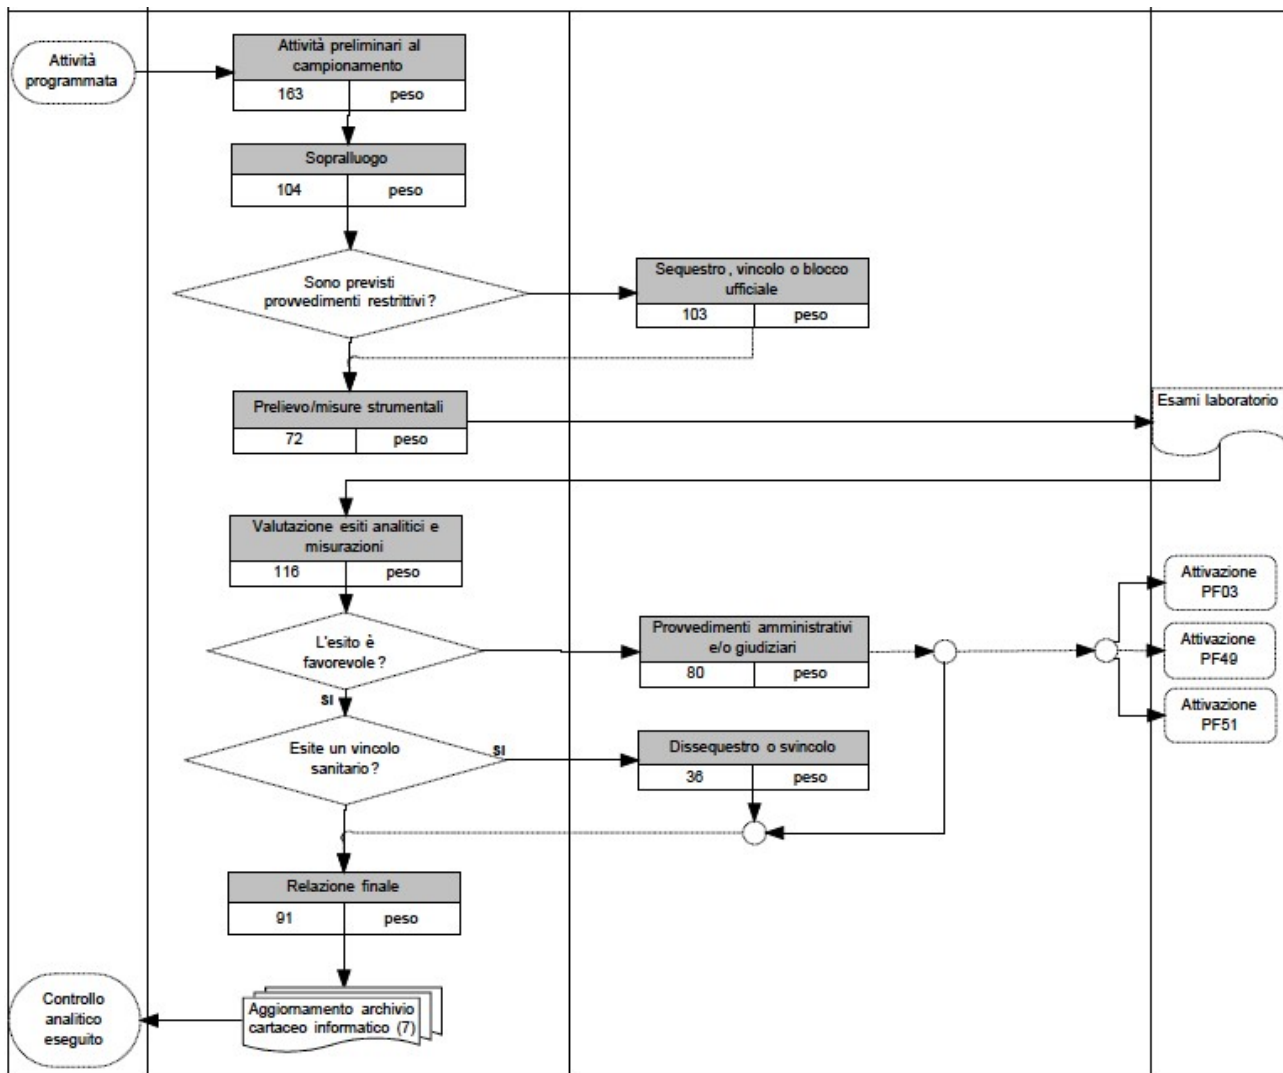 Attività
programmata
Attività preliminari al
campionamento
163 peso
Sopralluogo
104 peso
Sono previsti
provvedimenti restrittivi?
Sequestro, vincolo o blocco
ufficiale
103 peso
Prelievo/misure strumentali
72 peso
Esami laboratorio
Valutazione esiti analitici e
misurazioni
116 peso
L'esito è
favorevole?
Provvedimenti amministrativi
e/o giudiziari
80 peso
Attivazione
PF03
Attivazione
PF49
Attivazione
PF51
SI
Esite un vincolo
sanitario?
SI
Dissequestro o svincolo
36 peso
Relazione finale
91 peso
Aggiornamento archivio
cartaceo informatico (7)
Controllo
analitico
eseguito